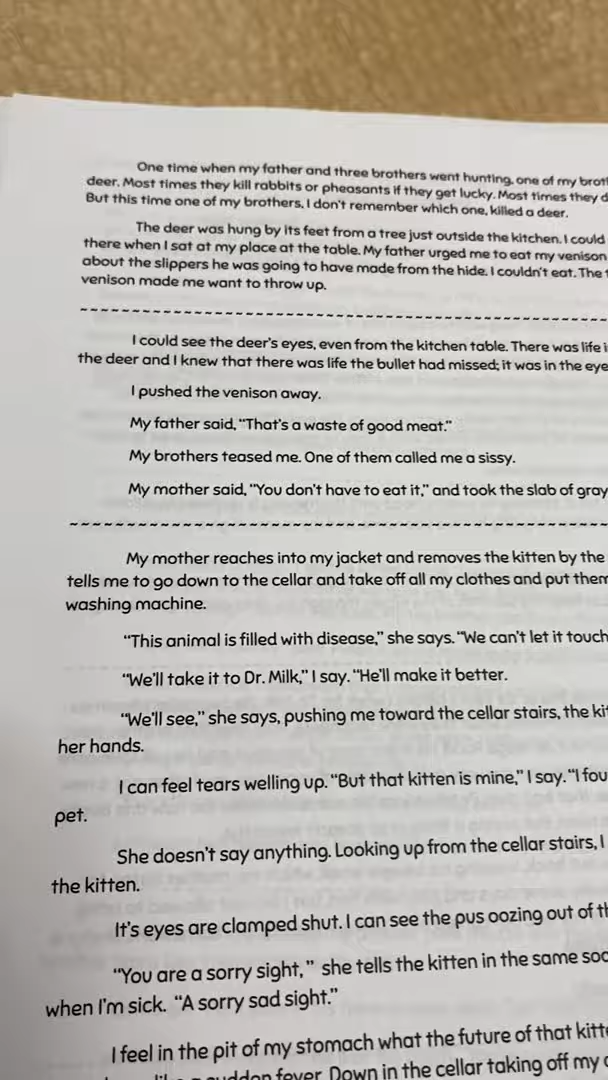 One time when my father and three brothers went hunting, one of my
deer. Most times they kill rabbits or pheasants if they get lucky. Most times they
But this time one of my brothers, I don't remember which one, killed a deer.
The deer was hung by its feet from a tree just outside the kitchen. I could
there when I sat at my place at the table. My father urged me to eat my venison
about the slippers he was going to have made from the hide. I couldn't eat. The
venison made me want to throw up.
~~~~~~~~~~~~~~~~~~~~~~~~~~~~~~~~~~~~~~~~~~~~~~~~
I could see the deer's eyes, even from the kitchen table. There was life
the deer and I knew that there was life the bullet had missed; it was in the
I pushed the venison away.
My father said, "That's a waste of good meat."
My brothers teased me. One of them called me a sissy.
My mother said, "You don't have to eat it," and took the slab of gray
~~~~~~~~~~~~~~~~~~~~~~~~~~~~~~~~~~~~~~~~~~~~~~~~
My mother reaches into my jacket and removes the kitten by the
tells me to go down to the cellar and take off all my clothes and put them
washing machine.
"This animal is filled with disease," she says. "We can't let it touch
"We'll take it to Dr. Milk," I say. "He'll make it better.
"We'll see," she says, pushing me toward the cellar stairs, the
her hands.
I can feel tears welling up. "But that kitten is mine," I say. "I
pet.
She doesn't say anything. Looking up from the cellar stairs, I
the kitten.
It's eyes are clamped shut. I can see the pus oozing out of
"You are a sorry sight," she tells the kitten in the same
when I'm sick. "A sorry sad sight."
I feel in the pit of my stomach what the future of that
sudden fever. Down in the cellar taking off my